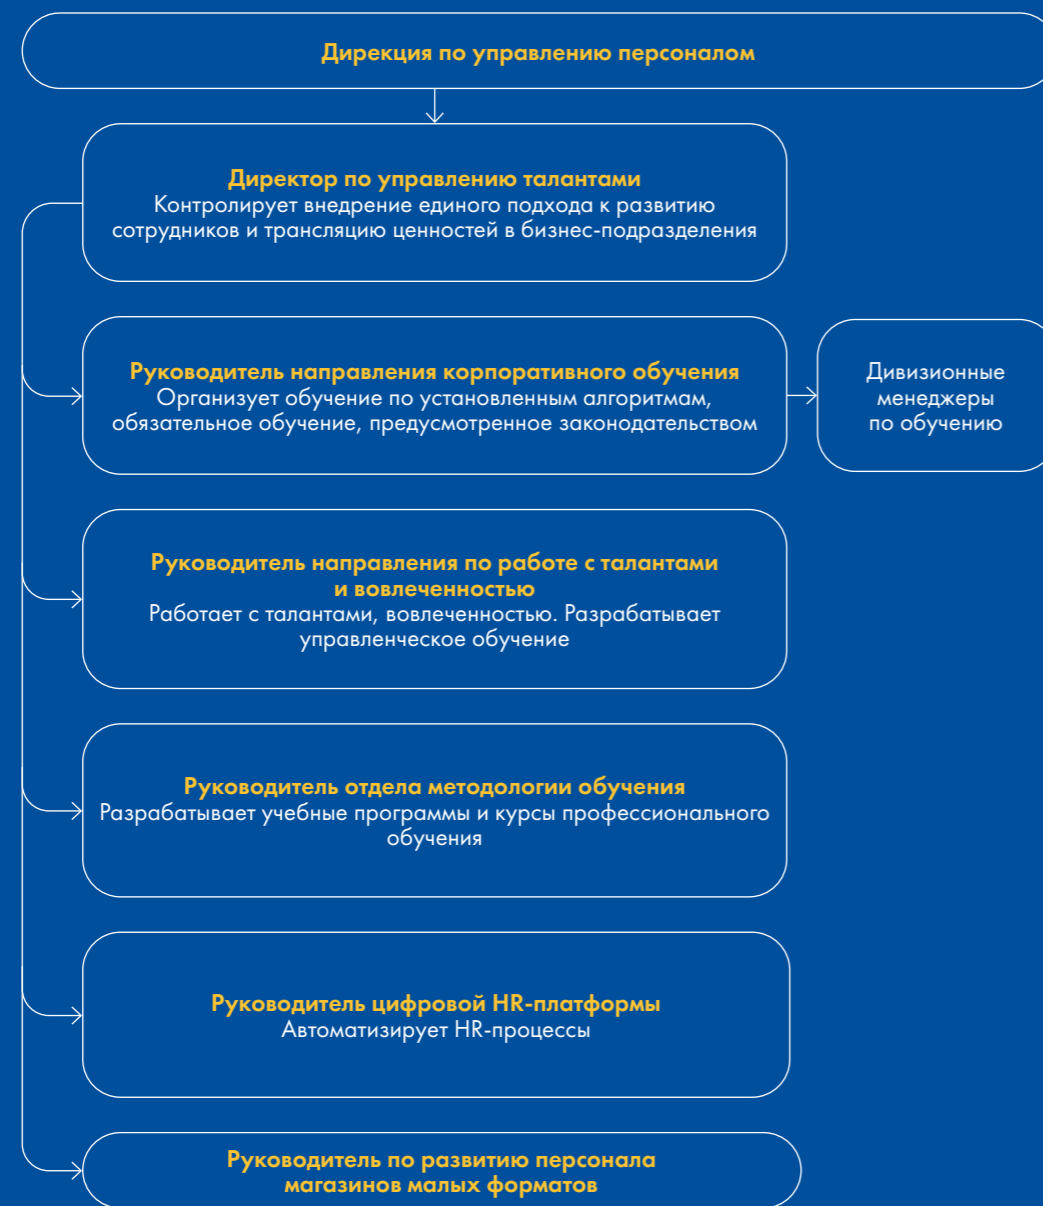 Дирекция по управлению персоналом
Директор по управлению талантами
Контролирует внедрение единого подхода к развитию
сотрудников и трансляцию ценностей в бизнес-подразделения
Руководитель направления корпоративного обучения
Организует обучение по установленным алгоритмам,
обязательное обучение, предусмотренное законодательством
Дивизионные
менеджеры
по обучению
Руководитель направления по работе с талантами
и вовлеченностью
Работает с талантами, вовлеченностью. Разрабатывает
управленческое обучение
Руководитель отдела методологии обучения
Разрабатывает учебные программы и курсы профессионального
обучения
Руководитель цифровой HR-платформы
Автоматизирует HR-процессы
Руководитель по развитию персонала
магазинов малых форматов